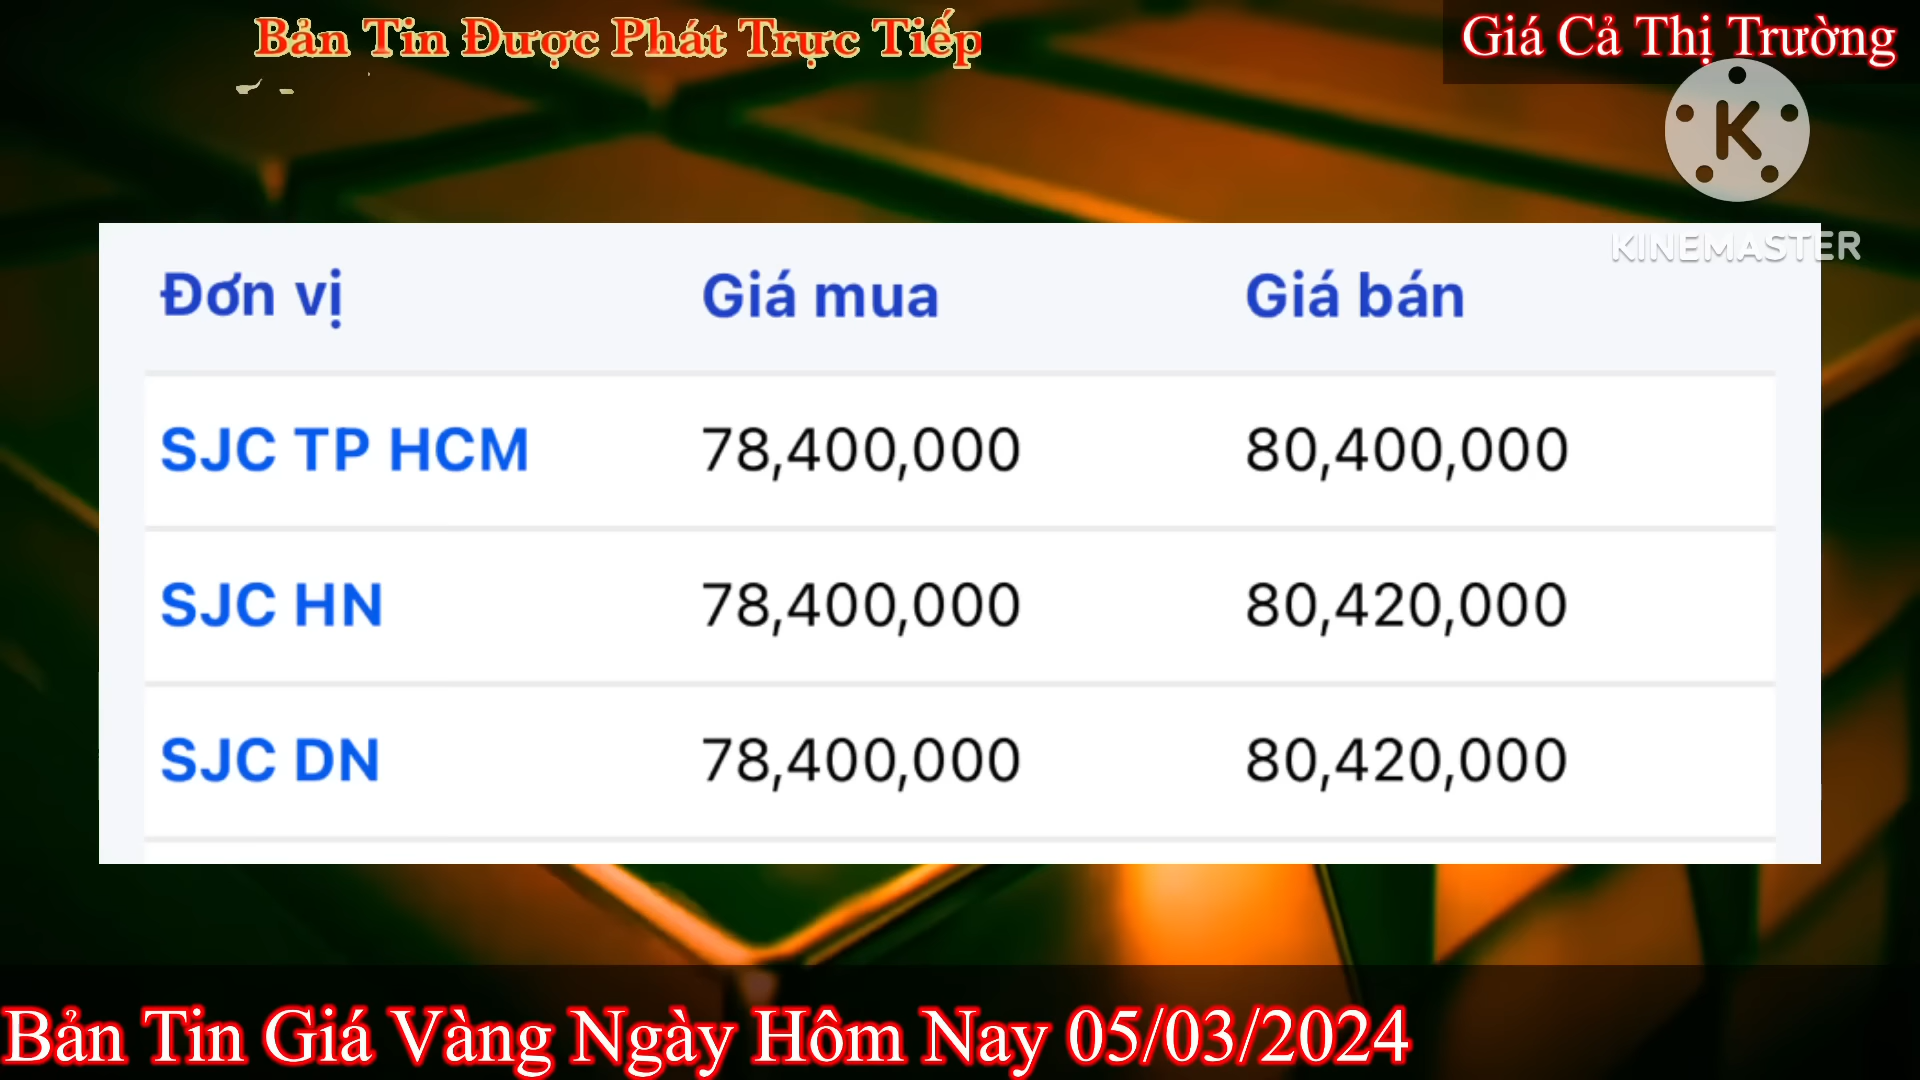 Bản Tin Được Phát Trực Tiếp
Giá Cả Thị Trường
K
KINEMASTER
Đơn vị Giá mua Giá bán
SJC TP HCM 78,400,000 80,400,000
SJC HN 78,400,000 80,420,000
SJC DN 78,400,000 80,420,000
Bản Tin Giá Vàng Ngày Hôm Nay 05/03/2024